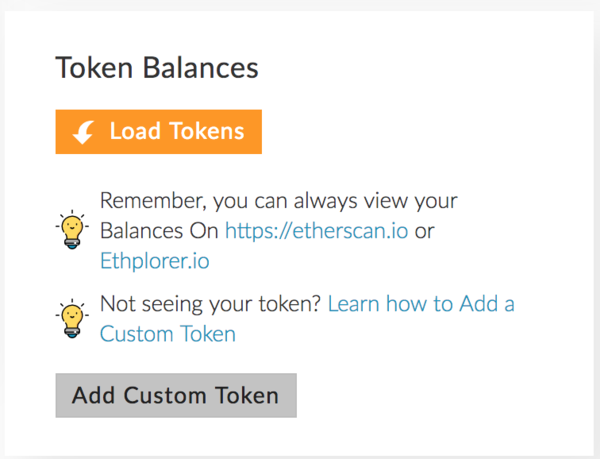 Token Balances
Load Tokens
Remember, you can always view your
Balances On https://etherscan.io or
Ethplorer.io
Not seeing your token? Learn how to Add a
Custom Token
Add Custom Token